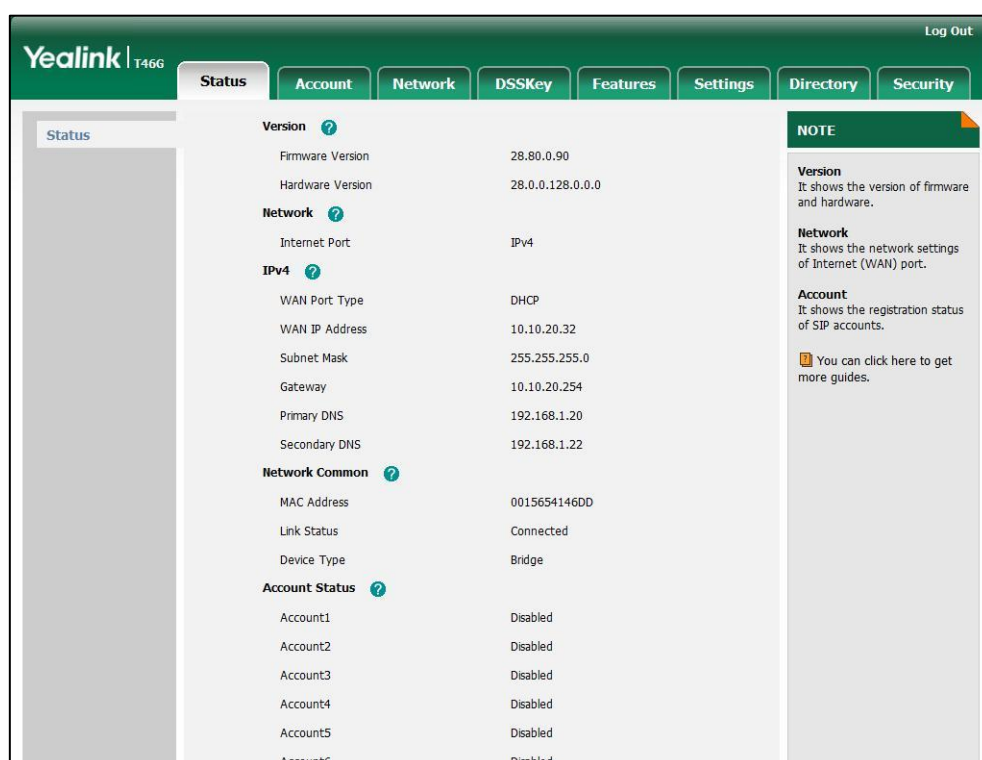 Log Out
Yealink T46G
Status Account Network DSSKey Features Settings Directory Security
Status
Version ?
Firmware Version 28.80.0.90
Hardware Version 28.0.0.128.0.0.0
Network ?
Internet Port IPv4
IPv4 ?
WAN Port Type DHCP
WAN IP Address 10.10.20.32
Subnet Mask 255.255.255.0
Gateway 10.10.20.254
Primary DNS 192.168.1.20
Secondary DNS 192.168.1.22
Network Common ?
MAC Address 0015654146DD
Link Status Connected
Device Type Bridge
Account Status ?
Account1 Disabled
Account2 Disabled
Account3 Disabled
Account4 Disabled
Account5 Disabled
NOTE
Version
It shows the version of firmware
and hardware.
Network
It shows the network settings
of Internet (WAN) port.
Account
It shows the registration status
of SIP accounts.
? You can click here to get
more guides.